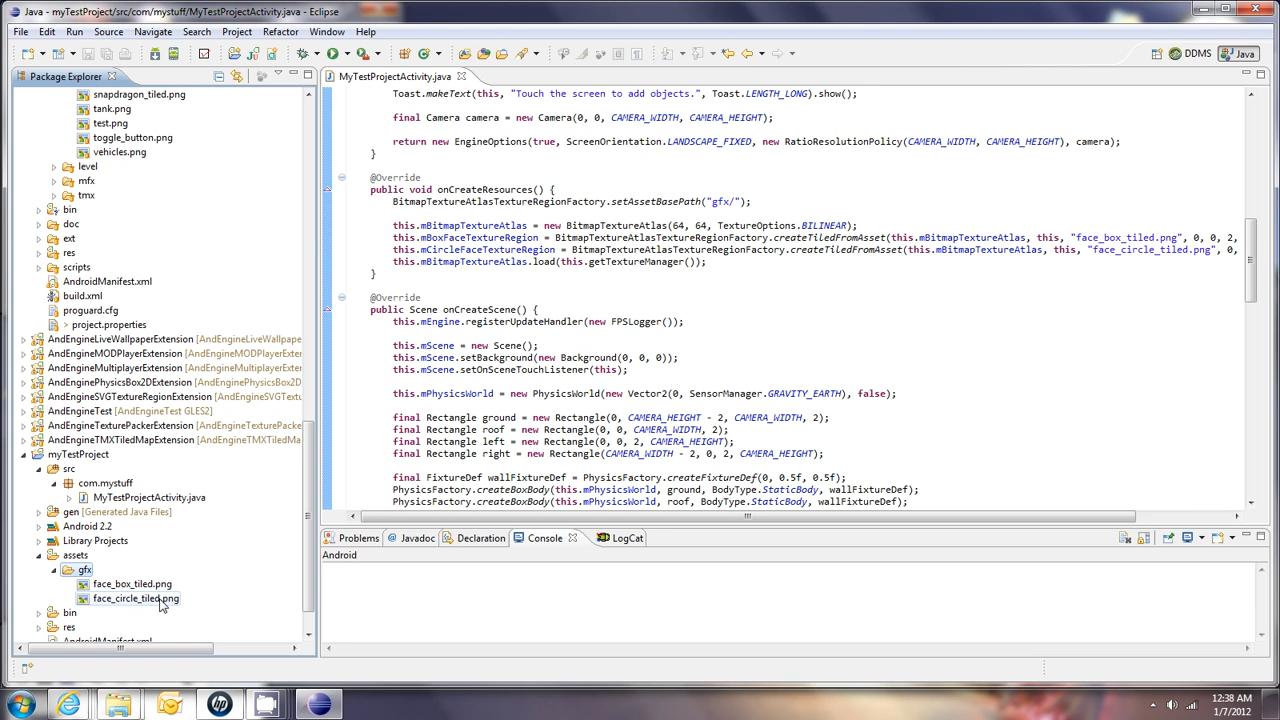 Java - myTestProject/src/com/mystuff/MyTestProjectActivity.java - Eclipse
File Edit Run Source Navigate Search Project Refactor Window Help
DDMS Java
Package Explorer
snapdragon_tiled.png
tank.png
test.png
toggle_button.png
vehicles.png
level
mfx
tmx
bin
doc
ext
res
scripts
AndroidManifest.xml
build.xml
proguard.cfg
> project.properties
AndEngineLiveWallpaperExtension [AndEngineLiveWallpape
AndEngineMODPlayerExtension [AndEngineMODPlayerExter
AndEngineMultiplayerExtension [AndEngineMultiplayerExte
AndEnginePhysicsBox2DExtension [AndEnginePhysicsBox2D
AndEngineSVGTextureRegionExtension [AndEngineSVGText
AndEngineTest [AndEngineTest GLES2]
AndEngineTexturePackerExtension [AndEngineTexturePacke
AndEngineTMXTiledMapExtension [AndEngineTMXTiledMa
myTestProject
src
com.mystuff
MyTestProjectActivity.java
gen [Generated Java Files]
Android 2.2
Library Projects
assets
gfx
face_box_tiled.png
face_circle_tiled.png
bin
res
AndroidManifest.xml
MyTestProjectActivity.java
Toast.makeText(this, "Touch the screen to add objects.", Toast.LENGTH_LONG).show();
final Camera camera = new Camera(0, 0, CAMERA_WIDTH, CAMERA_HEIGHT);
return new EngineOptions(true, ScreenOrientation.LANDSCAPE_FIXED, new RatioResolutionPolicy(CAMERA_WIDTH, CAMERA_HEIGHT), camera);
}
@Override
public void onCreateResources() {
BitmapTextureAtlasTextureRegionFactory.setAssetBasePath("gfx/");
this.mBitmapTextureAtlas = new BitmapTextureAtlas(64, 64, TextureOptions.BILINEAR);
this.mBoxFaceTextureRegion = BitmapTextureAtlasTextureRegionFactory.createTiledFromAsset(this.mBitmapTextureAtlas, this, "face_box_tiled.png", 0, 0, 2,
this.mCircleFaceTextureRegion = BitmapTextureAtlasTextureRegionFactory.createTiledFromAsset(this.mBitmapTextureAtlas, this, "face_circle_tiled.png", 0,
this.mBitmapTextureAtlas.load(this.getTextureManager());
}
@Override
public Scene onCreateScene() {
this.mEngine.registerUpdateHandler(new FPSLogger());
this.mScene = new Scene();
this.mScene.setBackground(new Background(0, 0, 0));
this.mScene.setOnSceneTouchListener(this);
this.mPhysicsWorld = new PhysicsWorld(new Vector2(0, SensorManager.GRAVITY_EARTH), false);
final Rectangle ground = new Rectangle(0, CAMERA_HEIGHT - 2, CAMERA_WIDTH, 2);
final Rectangle roof = new Rectangle(0, 0, CAMERA_WIDTH, 2);
final Rectangle left = new Rectangle(0, 0, 2, CAMERA_HEIGHT);
final Rectangle right = new Rectangle(CAMERA_WIDTH - 2, 0, 2, CAMERA_HEIGHT);
final FixtureDef wallFixtureDef = PhysicsFactory.createFixtureDef(0, 0.5f, 0.5f);
PhysicsFactory.createBoxBody(this.mPhysicsWorld, ground, BodyType.StaticBody, wallFixtureDef);
PhysicsFactory.createBoxBody(this.mPhysicsWorld, roof, BodyType.StaticBody, wallFixtureDef);
Problems Javadoc Declaration Console LogCat
Android
12:38 AM
1/7/2012